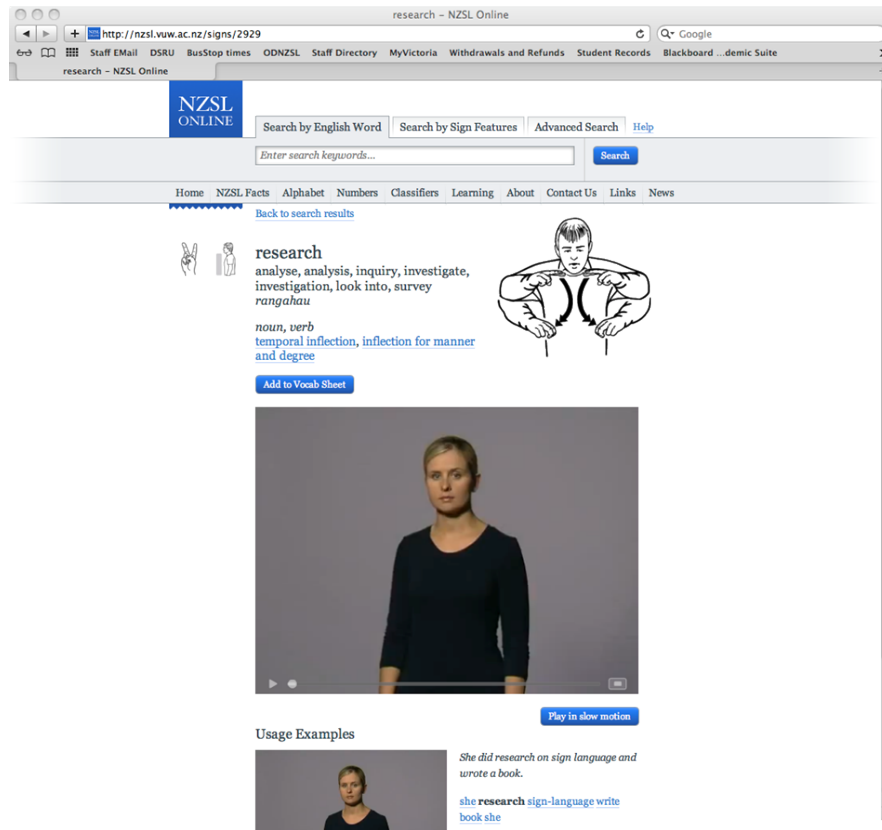 research – NZSL Online
http://nzsl.vuw.ac.nz/signs/2929
Google
Staff EMail DSRU BusStop times ODNZSL Staff Directory MyVictoria Withdrawals and Refunds Student Records Blackboard ...demic Suite
research – NZSL Online
NZSL
ONLINE
Search by English Word Search by Sign Features Advanced Search Help
Enter search keywords... Search
Home NZSL Facts Alphabet Numbers Classifiers Learning About Contact Us Links News
Back to search results
research
analyse, analysis, inquiry, investigate,
investigation, look into, survey
rangahau
noun, verb
temporal inflection, inflection for manner
and degree
Add to Vocab Sheet
Play in slow motion
Usage Examples
She did research on sign language and
wrote a book.
she research sign-language write
book she